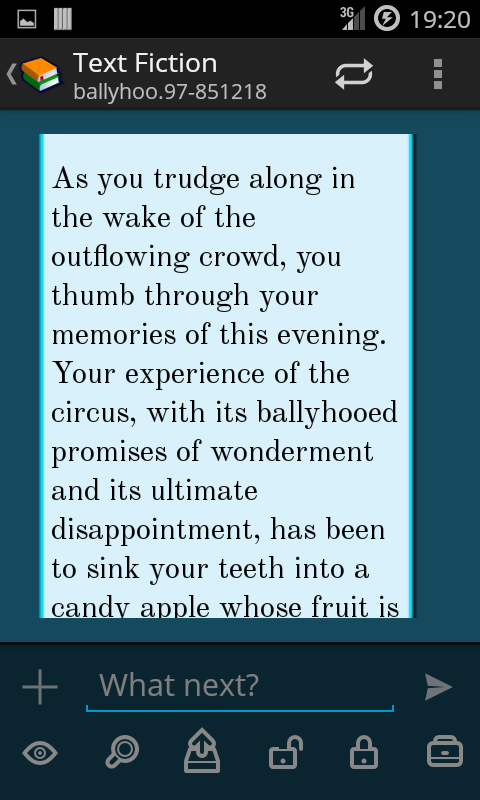 3G 19:20
Text Fiction
ballyhoo.97-851218
As you trudge along in
the wake of the
outflowing crowd, you
thumb through your
memories of this evening.
Your experience of the
circus, with its ballyhooed
promises of wonderment
and its ultimate
disappointment, has been
to sink your teeth into a
candy apple whose fruit is
What next?